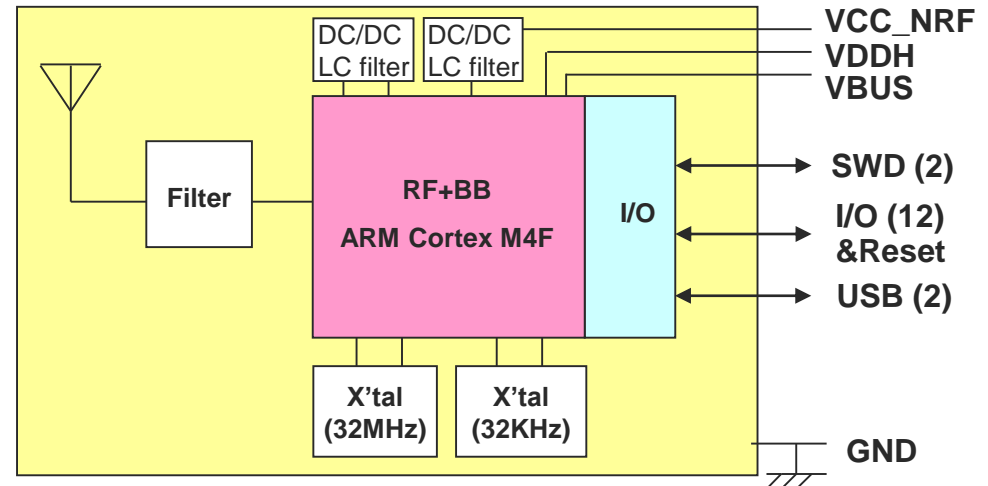 DC/DC
LC filter
DC/DC
LC filter
VCC_NRF
VDDH
VBUS
Filter
RF+BB
ARM Cortex M4F
I/O
SWD (2)
I/O (12)
&Reset
USB (2)
X’tal
(32MHz)
X’tal
(32KHz)
GND